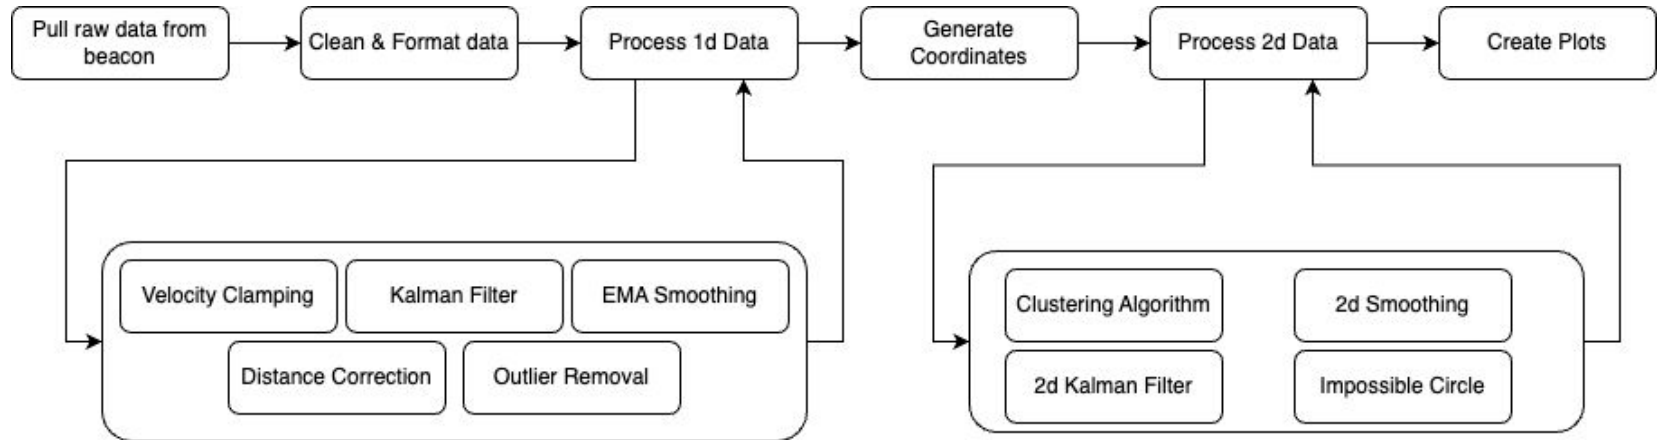 Pull raw data from
beacon
Clean & Format data
Process 1d Data
Generate
Coordinates
Process 2d Data
Create Plots
Velocity Clamping
Kalman Filter
EMA Smoothing
Distance Correction
Outlier Removal
Clustering Algorithm
2d Smoothing
2d Kalman Filter
Impossible Circle